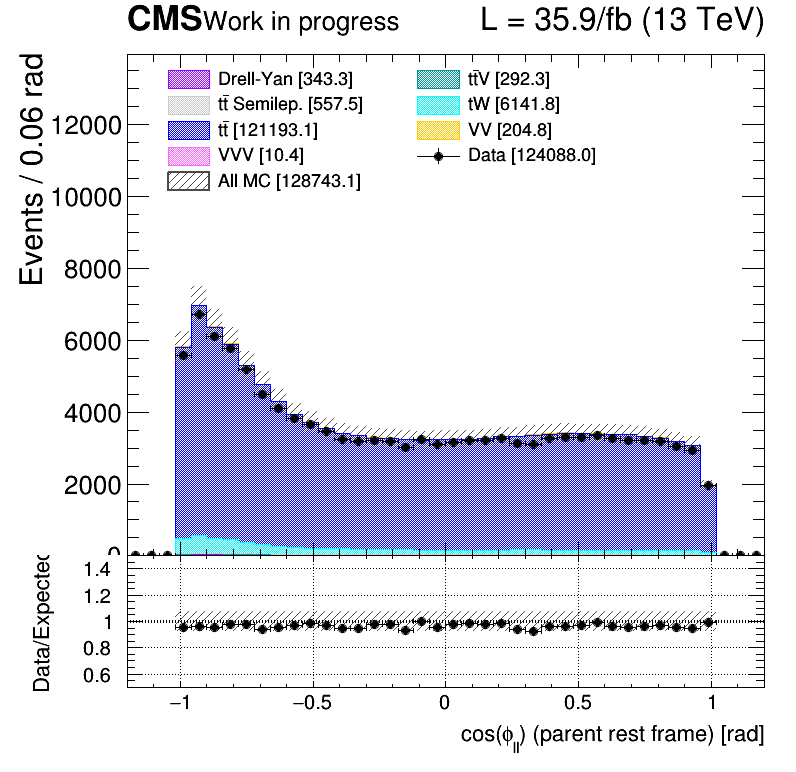 CMS Work in progress L = 35.9/fb (13 TeV)
Events / 0.06 rad
Drell-Yan [343.3]
tt̄V [292.3]
tt̄ Semilep. [557.5]
tW [6141.8]
tt̄ [121193.1]
VV [204.8]
VVV [10.4]
Data [124088.0]
All MC [128743.1]
12000
10000
8000
6000
4000
2000
0
Data/Expected
1.4
1.2
1
0.8
0.6
−1 −0.5 0 0.5 1
cos(ϕ_ll) (parent rest frame) [rad]